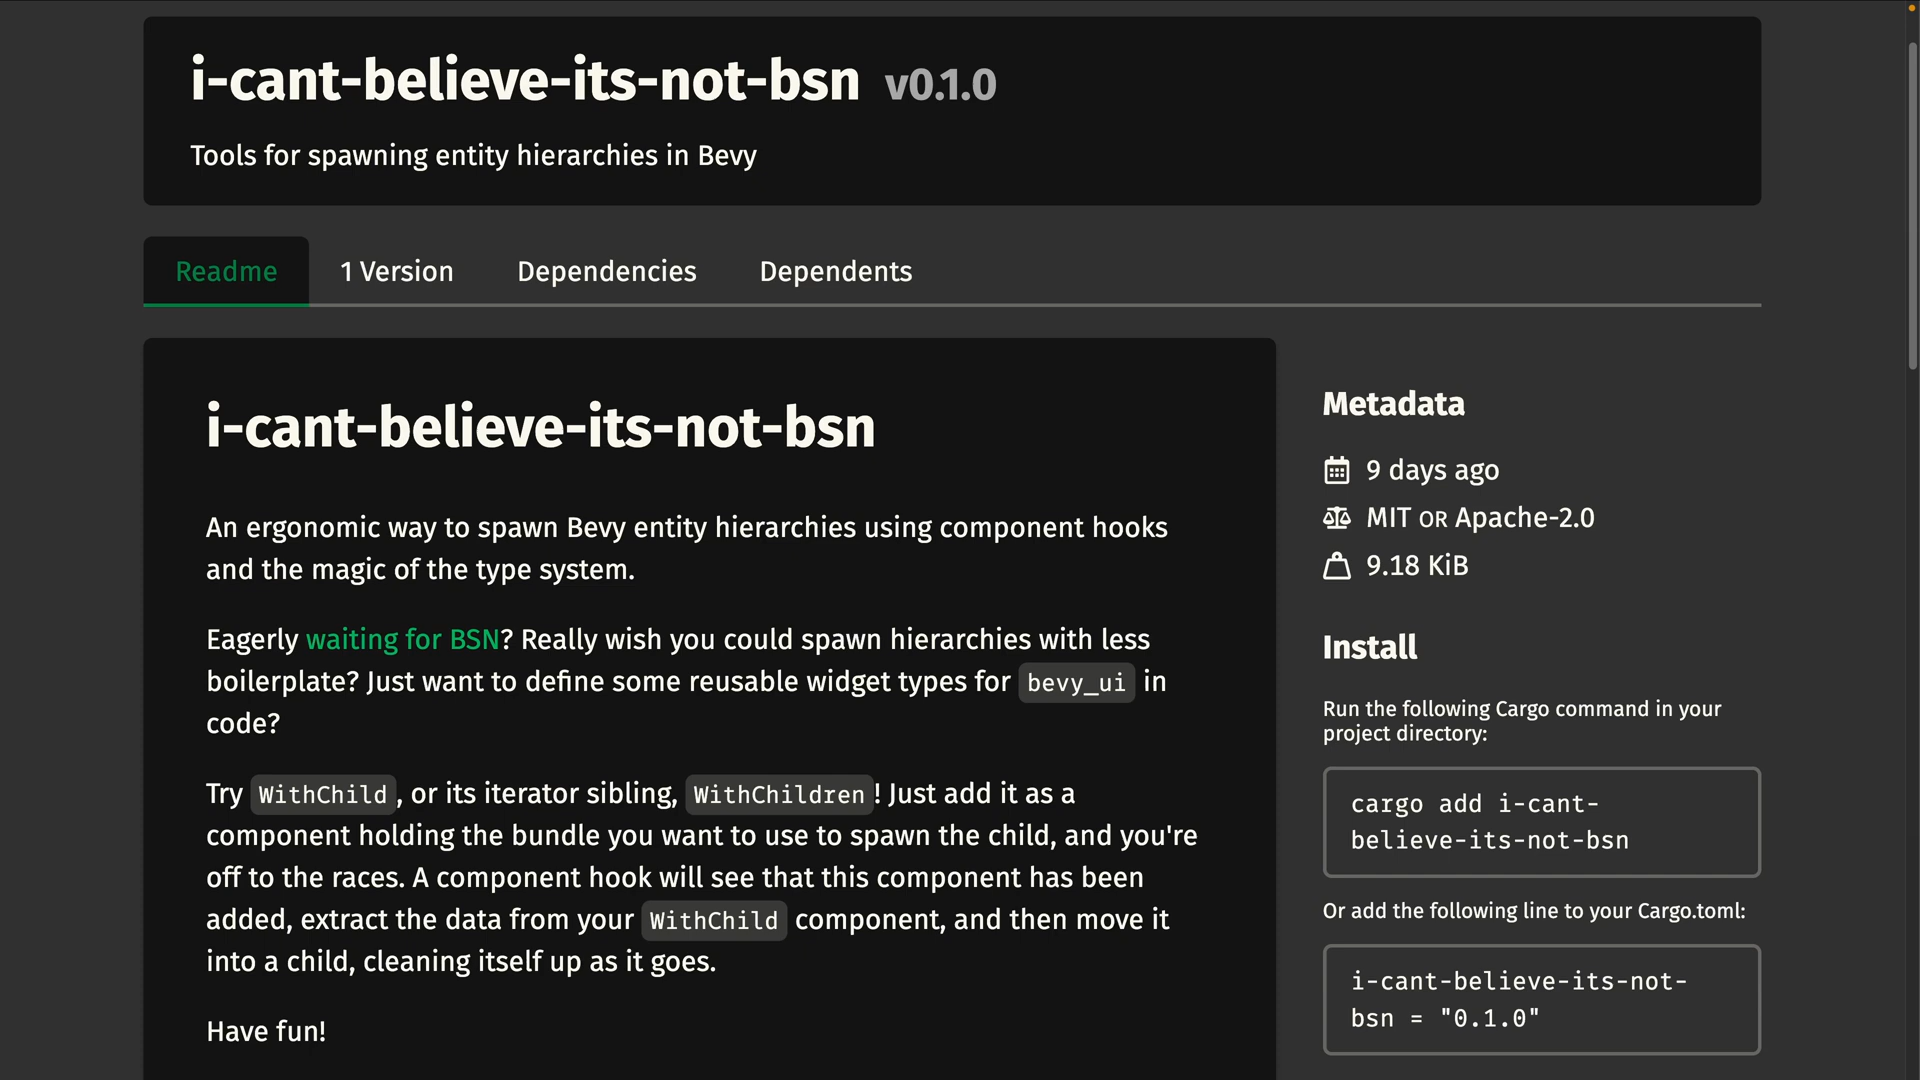 i-cant-believe-its-not-bsn v0.1.0
Tools for spawning entity hierarchies in Bevy
Readme 1 Version Dependencies Dependents
i-cant-believe-its-not-bsn
An ergonomic way to spawn Bevy entity hierarchies using component hooks
and the magic of the type system.
Eagerly waiting for BSN? Really wish you could spawn hierarchies with less
boilerplate? Just want to define some reusable widget types for bevy_ui in
code?
Try WithChild, or its iterator sibling, WithChildren! Just add it as a
component holding the bundle you want to use to spawn the child, and you're
off to the races. A component hook will see that this component has been
added, extract the data from your WithChild component, and then move it
into a child, cleaning itself up as it goes.
Have fun!
Metadata
9 days ago
MIT OR Apache-2.0
9.18 KiB
Install
Run the following Cargo command in your
project directory:
cargo add i-cant-
believe-its-not-bsn
Or add the following line to your Cargo.toml:
i-cant-believe-its-not-
bsn = "0.1.0"